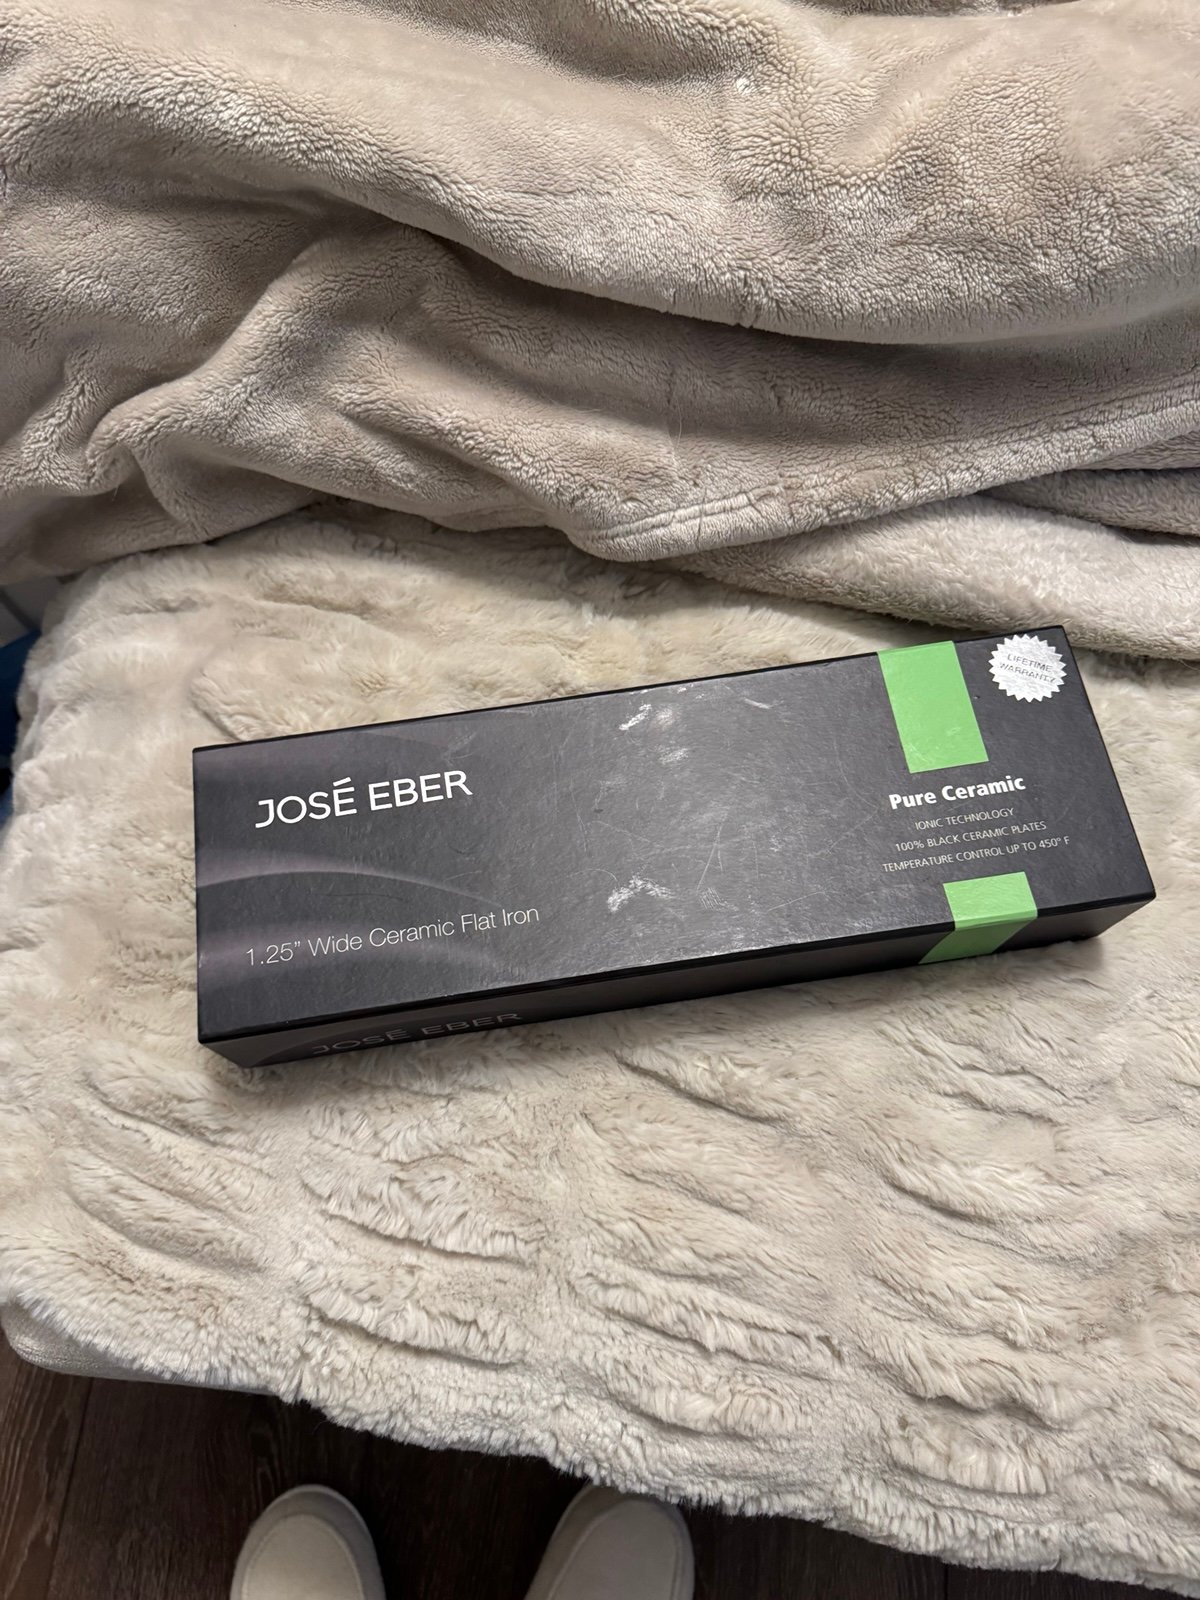 JOSÉ EBER
1.25” Wide Ceramic Flat Iron
LIFETIME
WARRANTY
Pure Ceramic
IONIC TECHNOLOGY
100% BLACK CERAMIC PLATES
TEMPERATURE CONTROL UP TO 450° F
JOSÉ EBER